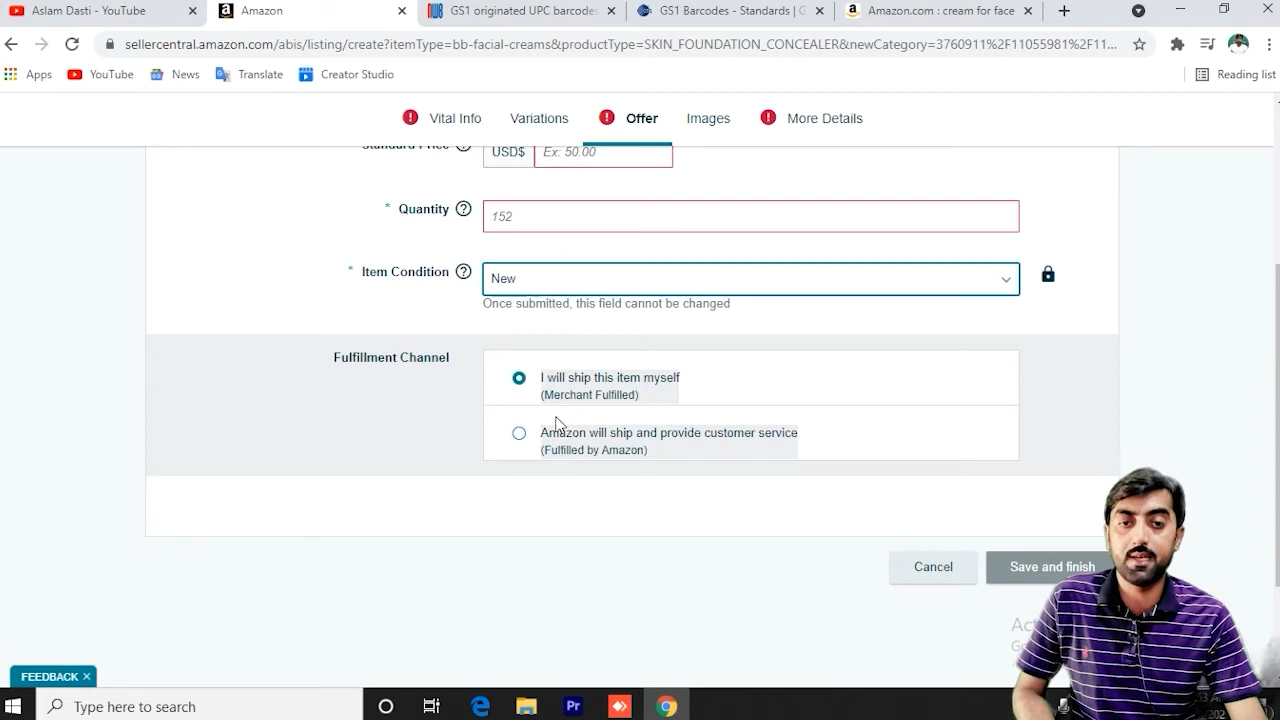 Aslam Dasti - YouTube
Amazon
GS1 originated UPC barcodes
GS1 Barcodes - Standards | G
Amazon.com : cream for face
sellercentral.amazon.com/abis/listing/create?itemType=bb-facial-creams&productType=SKIN_FOUNDATION_CONCEALER&newCategory=3760911%2F11055981%2F11...
Apps
YouTube
News
Translate
Creator Studio
Reading list
Vital Info
Variations
Offer
Images
More Details
Standard Price
USD$
Ex: 50.00
* Quantity
152
* Item Condition
New
Once submitted, this field cannot be changed
Fulfillment Channel
I will ship this item myself
(Merchant Fulfilled)
Amazon will ship and provide customer service
(Fulfilled by Amazon)
Cancel
Save and finish
FEEDBACK
Type here to search
Pr